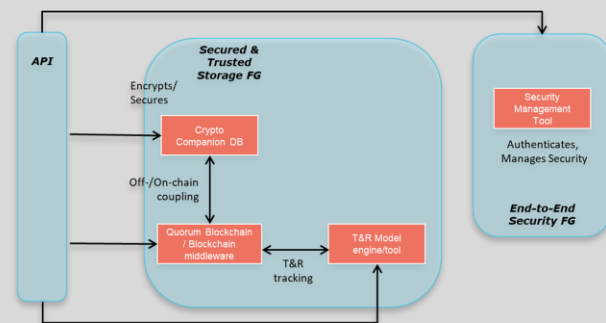 API
Secured &
Trusted
Storage FG
Encrypts/
Secures
Crypto
Companion DB
Off-/On-chain
coupling
Quorum Blockchain
/ Blockchain
middleware
T&R
tracking
T&R Model
engine/tool
Security
Management
Tool
Authenticates,
Manages Security
End-to-End
Security FG